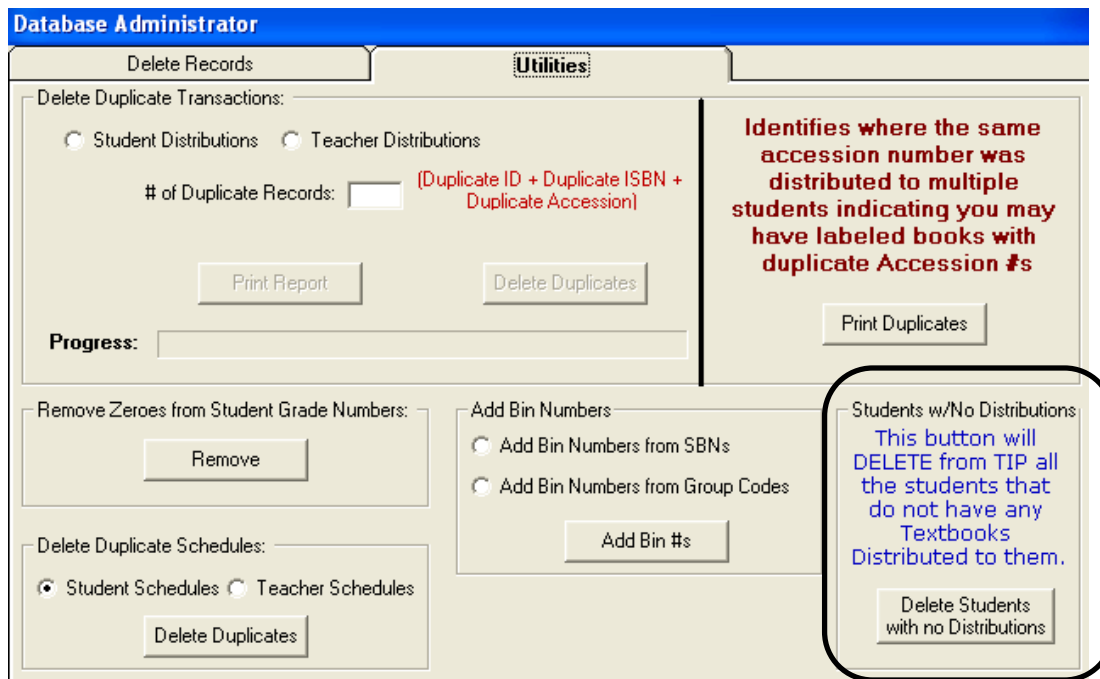 Database Administrator
Delete Records
Utilities
Delete Duplicate Transactions:
Student Distributions
Teacher Distributions
# of Duplicate Records:
(Duplicate ID + Duplicate ISBN +
Duplicate Accession)
Print Report
Delete Duplicates
Progress:
Identifies where the same
accession number was
distributed to multiple
students indicating you may
have labeled books with
duplicate Accession #s
Print Duplicates
Remove Zeroes from Student Grade Numbers:
Remove
Add Bin Numbers
Add Bin Numbers from SBNs
Add Bin Numbers from Group Codes
Add Bin #s
Students w/No Distributions
This button will
DELETE from TIP all
the students that
do not have any
Textbooks
Distributed to them.
Delete Students
with no Distributions
Delete Duplicate Schedules:
Student Schedules
Teacher Schedules
Delete Duplicates